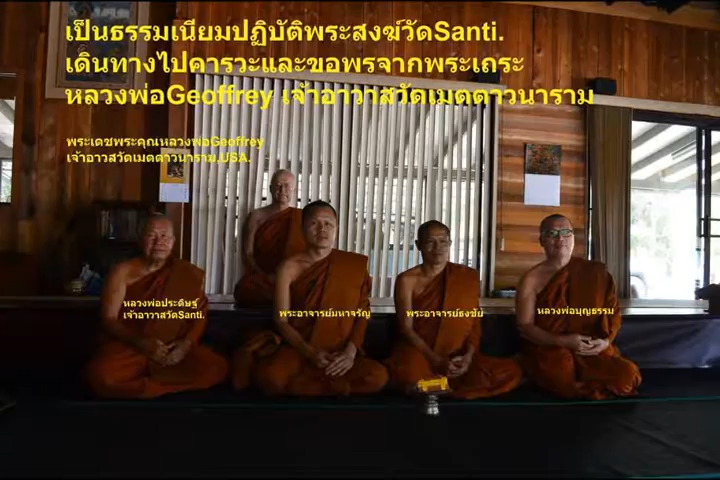 เป็นธรรมเนียมปฏิบัติพระสงฆ์วัดSanti.
เดินทางไปคารวะและขอพรจากพระเถระ
หลวงพ่อGeoffrey เจ้าอาวาสวัดเมตตาวนาราม
พระเดชพระคุณหลวงพ่อGeoffrey
เจ้าอาวสวัดเมตตาวนาราม.USA.
หลวงพ่อประดิษฐ์
เจ้าอาวาสวัดSanti.
พระอาจารย์มหาจรัญ
พระอาจารย์ธงชัย
หลวงพ่อบุญธรรม